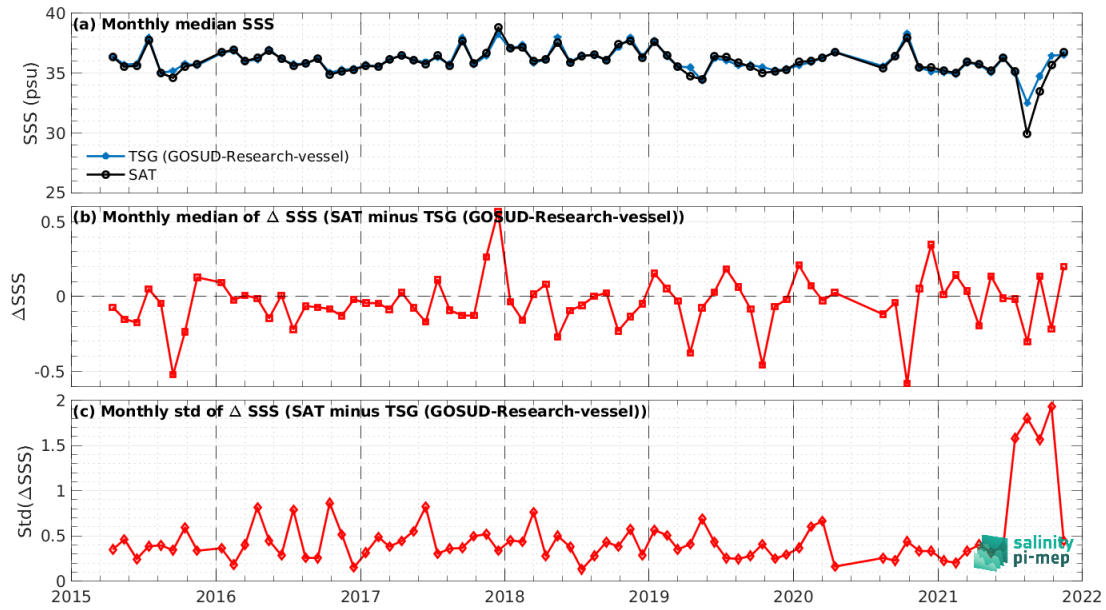 (a) Monthly median SSS
40
35
30
25
SSS (psu)
TSG (GOSUD-Research-vessel)
SAT
(b) Monthly median of Δ SSS (SAT minus TSG (GOSUD-Research-vessel))
0.5
0
-0.5
ΔSSS
(c) Monthly std of Δ SSS (SAT minus TSG (GOSUD-Research-vessel))
2
1.5
1
0.5
0
Std(ΔSSS)
salinity
pi-mep
2015 2016 2017 2018 2019 2020 2021 2022